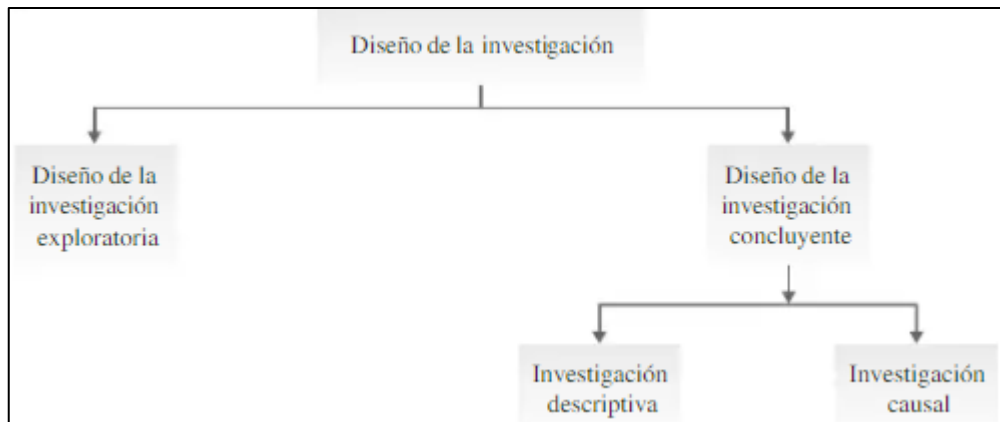 Diseño de la investigación
Diseño de la
investigación
exploratoria
Diseño de la
investigación
concluyente
Investigación
descriptiva
Investigación
causal